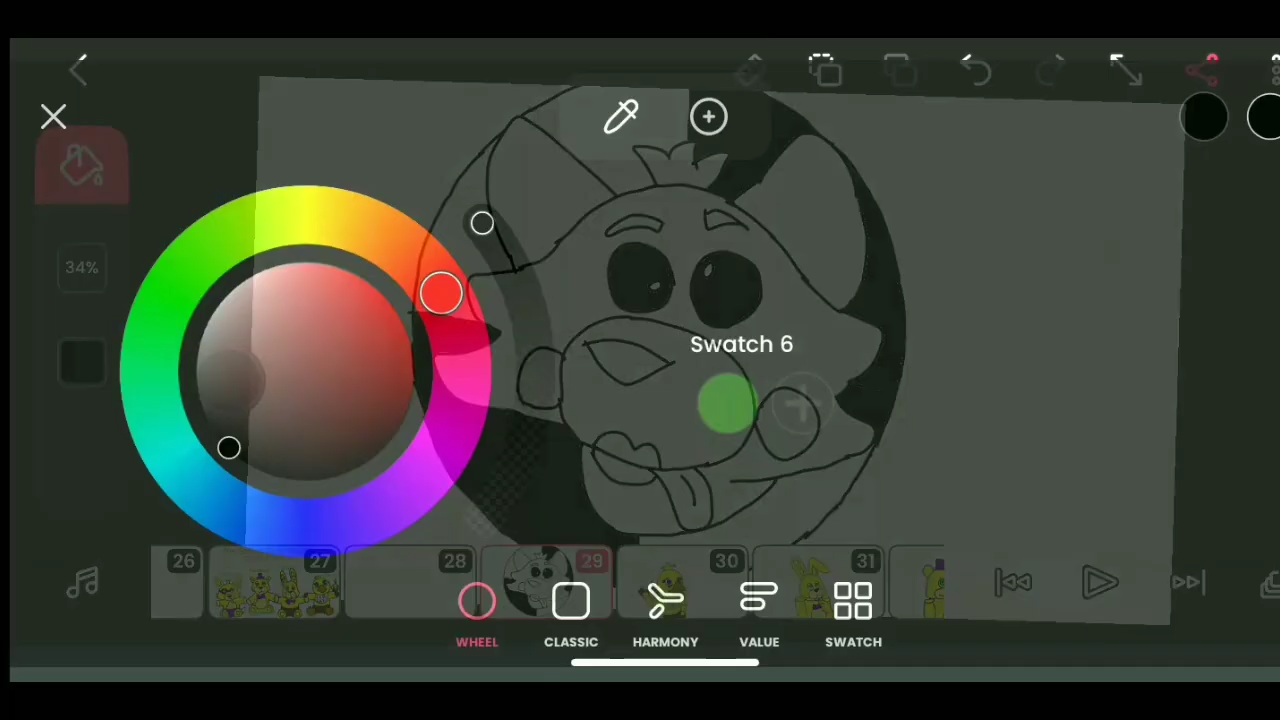 34%
Swatch 6
26
27
28
29
30
31
WHEEL
CLASSIC
HARMONY
VALUE
SWATCH